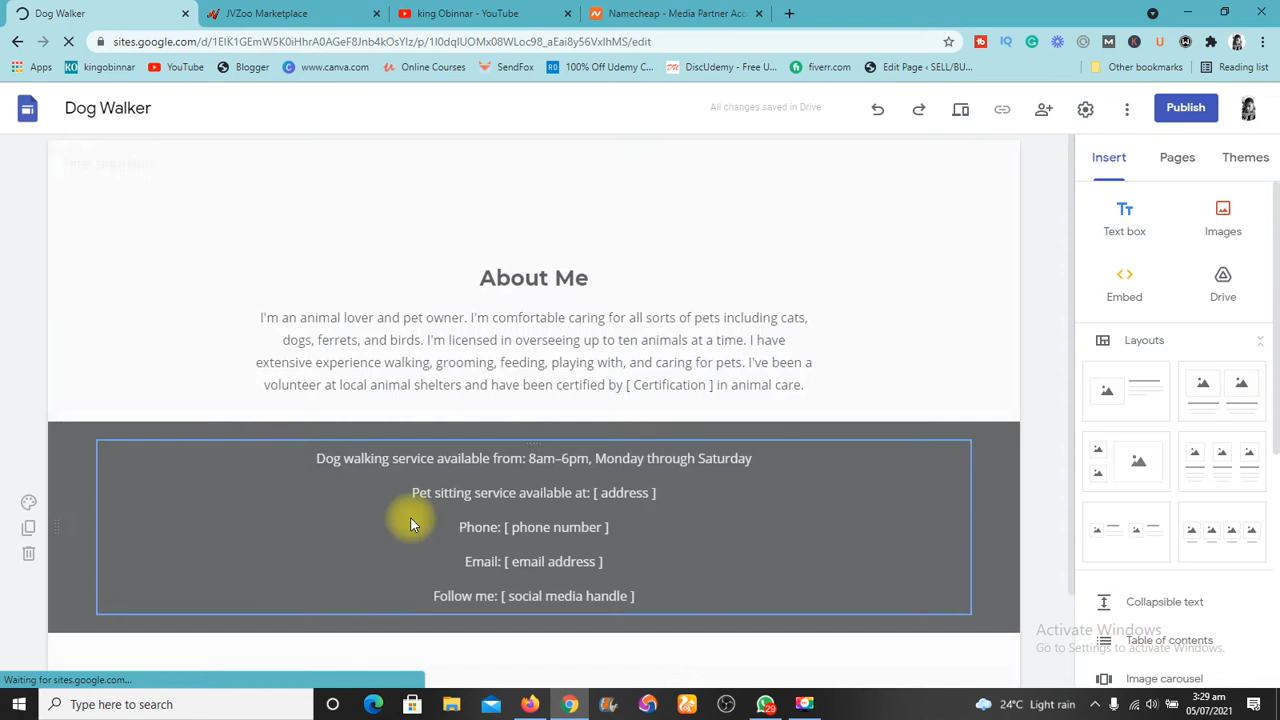 Loading
JVZoo Marketplace
king Obinnar - YouTube
Namecheap - Media Partner Acc
sites.google.com/d/1ElK1GEmW5K0iHhrA0AGeF8Jnb4kOsYlz/p/1I0dqlUOMx08WLoc98_aEai8y56VxlhMS/edit
Apps
kingobinnar
YouTube
Blogger
www.canva.com
Online Courses
SendFox
100% Off Udemy C...
DiscUdemy - Free U...
fiverr.com
Edit Page ‹ SELL/BU...
Other bookmarks
Reading list
Dog Walker
All changes saved in Drive
Publish
Insert
Pages
Themes
Text box
Images
Embed
Drive
Layouts
About Me
I'm an animal lover and pet owner. I'm comfortable caring for all sorts of pets including cats,
dogs, ferrets, and birds. I'm licensed in overseeing up to ten animals at a time. I have
extensive experience walking, grooming, feeding, playing with, and caring for pets. I've been a
volunteer at local animal shelters and have been certified by [ Certification ] in animal care.
Dog walking service available from: 8am–6pm, Monday through Saturday
Pet sitting service available at: [ address ]
Phone: [ phone number ]
Email: [ email address ]
Follow me: [ social media handle ]
Collapsible text
Table of contents
Image carousel
Activate Windows
Go to Settings to activate Windows.
Waiting for sites.google.com...
Type here to search
29
24°C Light rain
3:29 am
05/07/2021